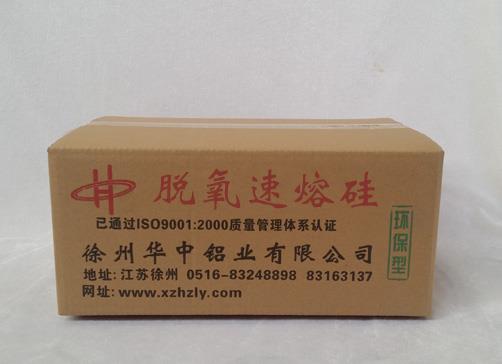 脱氧速熔硅
已通过ISO9001:2000质量管理体系认证
徐州华中铝业有限公司
地址: 江苏徐州 0516-83248898 83163137
网址: www.xzhzly.com
环保型